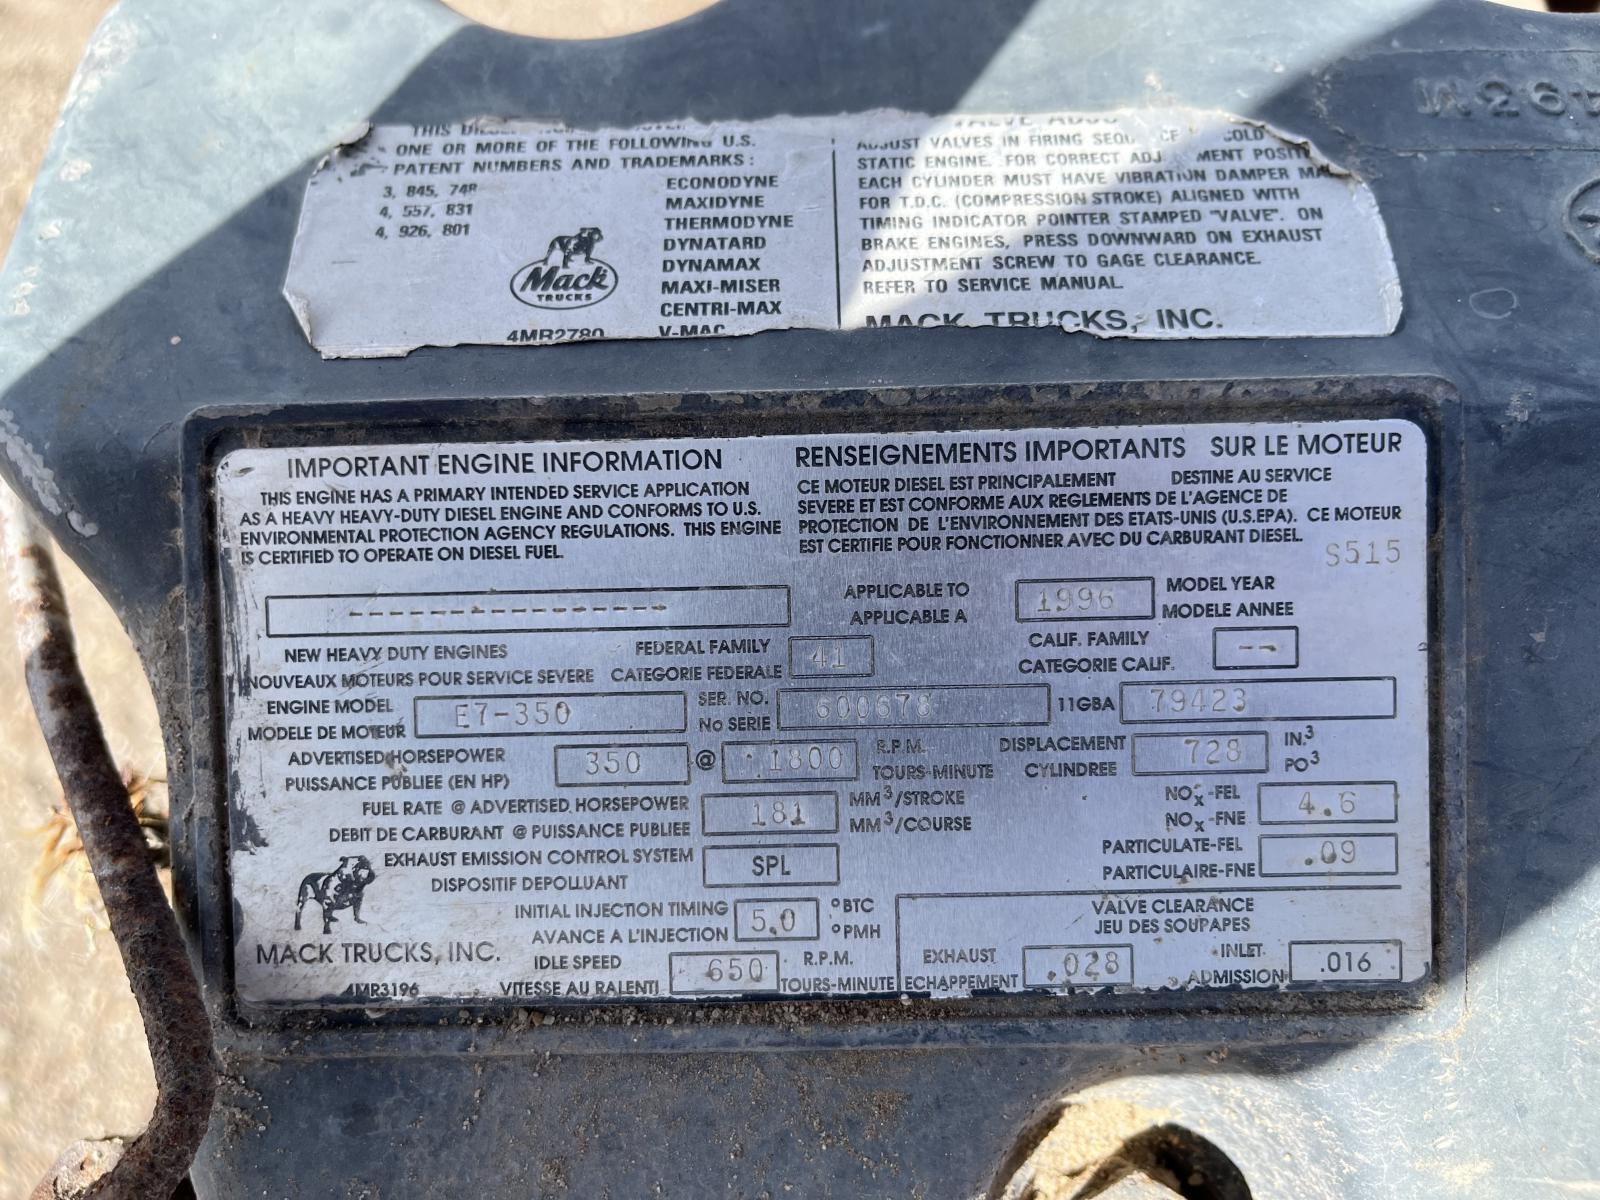 ONE OR MORE OF THE FOLLOWING U.S.
PATENT NUMBERS AND TRADEMARKS:
3, 845, 748
4, 557, 831
4, 926, 801
ECONODYNE
MAXIDYNE
THERMODYNE
DYNATARD
DYNAMAX
MAXI-MISER
CENTRI-MAX
V-MAC
Mack
TRUCKS
4MR2780
ADJUST VALVES IN FIRING COLD
STATIC ENGINE. FOR CORRECT
EACH CYLINDER MUST HAVE VIBRATION DAMPER
FOR T.D.C. (COMPRESSION STROKE) ALIGNED WITH
TIMING INDICATOR POINTER STAMPED "VALVE". ON
BRAKE ENGINES, PRESS DOWNWARD ON EXHAUST
ADJUSTMENT SCREW TO GAGE CLEARANCE.
REFER TO SERVICE MANUAL.
MACK TRUCKS, INC.
IMPORTANT ENGINE INFORMATION
THIS ENGINE HAS A PRIMARY INTENDED SERVICE APPLICATION
AS A HEAVY HEAVY-DUTY DIESEL ENGINE AND CONFORMS TO U.S.
ENVIRONMENTAL PROTECTION AGENCY REGULATIONS. THIS ENGINE
IS CERTIFIED TO OPERATE ON DIESEL FUEL.
RENSEIGNEMENTS IMPORTANTS SUR LE MOTEUR
CE MOTEUR DIESEL EST PRINCIPALEMENT DESTINE AU SERVICE
SEVERE ET EST CONFORME AUX REGLEMENTS DE L'AGENCE DE
PROTECTION DE L'ENVIRONNEMENT DES ETATS-UNIS (U.S.EPA). CE MOTEUR
EST CERTIFIE POUR FONCTIONNER AVEC DU CARBURANT DIESEL.
S515
----------------
APPLICABLE TO 1996 MODEL YEAR
APPLICABLE A MODELE ANNEE
NEW HEAVY DUTY ENGINES FEDERAL FAMILY 41 CALIF. FAMILY --
NOUVEAUX MOTEURS POUR SERVICE SEVERE CATEGORIE FEDERALE CATEGORIE CALIF.
ENGINE MODEL E7-350 SER. NO. 600678 11GBA 79423
MODELE DE MOTEUR No SERIE
ADVERTISED HORSEPOWER 350 @ 1800 R.P.M. DISPLACEMENT 728 IN.3
PUISSANCE PUBLIEE (EN HP) TOURS-MINUTE CYLINDREE PO3
FUEL RATE @ ADVERTISED HORSEPOWER 181 MM3/STROKE NOx-FEL 4.6
DEBIT DE CARBURANT @ PUISSANCE PUBLIEE MM3/COURSE NOx-FNE
EXHAUST EMISSION CONTROL SYSTEM SPL PARTICULATE-FEL .09
DISPOSITIF DEPOLLUANT PARTICULAIRE-FNE
INITIAL INJECTION TIMING 5.0 °BTC
AVANCE A L'INJECTION °PMH
VALVE CLEARANCE
JEU DES SOUPAPES
MACK TRUCKS, INC.
4MR3196
IDLE SPEED 650 R.P.M.
VITESSE AU RALENTI TOURS-MINUTE
EXHAUST .028 INLET .016
ECHAPPEMENT ADMISSION